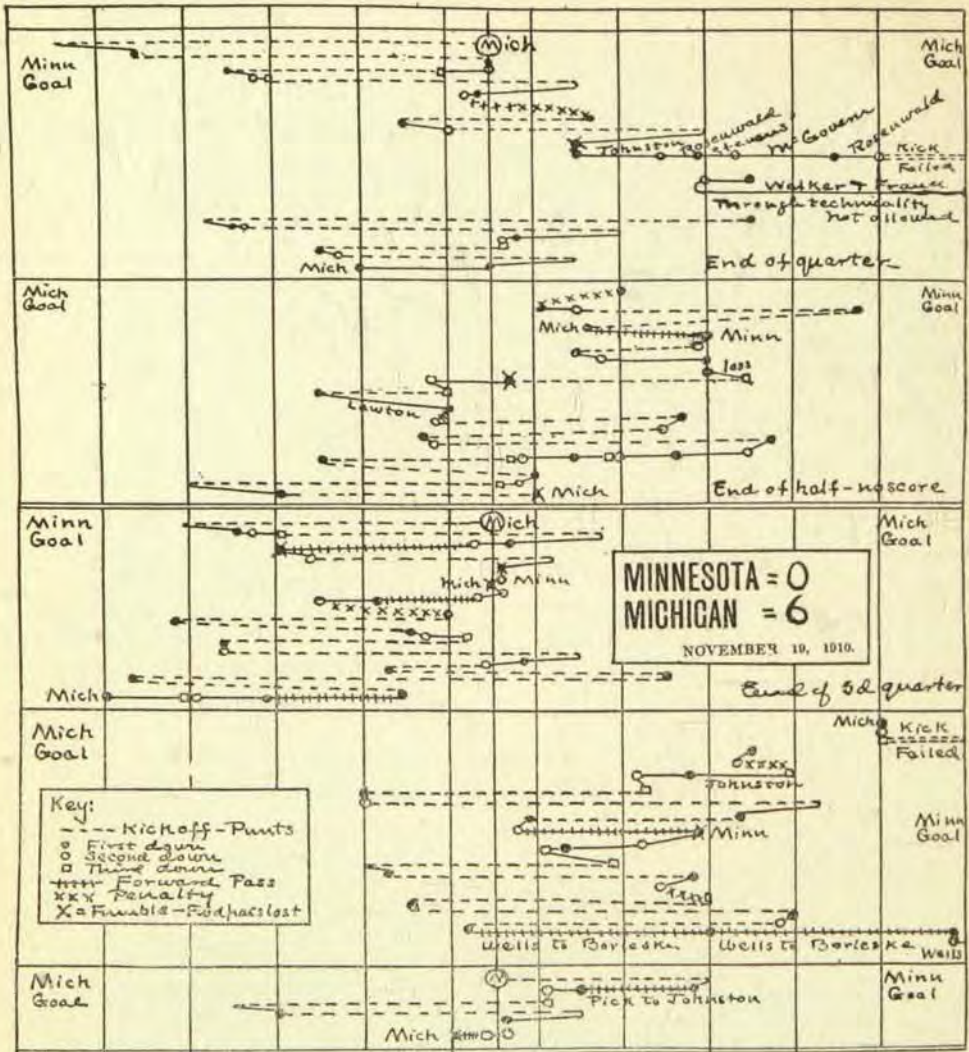 Mich
Minn
Goal
Mich
Goal
Johnston
Rosenwald
Stevens
McGovern
Rosenwald
Kick
Failed
Walker + Frank
Through technicality
not allowed
Mich
End of quarter
Mich
Goal
Minn
Goal
Mich
Minn
loss
Lawton
Mich
End of half-no score
Minn
Goal
Mich
Mich
Goal
Mich
Minn
MINNESOTA = 0
MICHIGAN = 6
NOVEMBER 19, 1910.
Mich
End of 3d quarter
Mich
Goal
Mich
Kick
Failed
Johnston
Minn
Goal
Minn
Key:
Kickoff-Punts
First down
Second down
Third down
Forward Pass
xxx Penalty
X = Fumble
Wells to Borleske
Wells to Borleske
Wells
Mich
Goal
Minn
Goal
Pick to Johnston
Mich